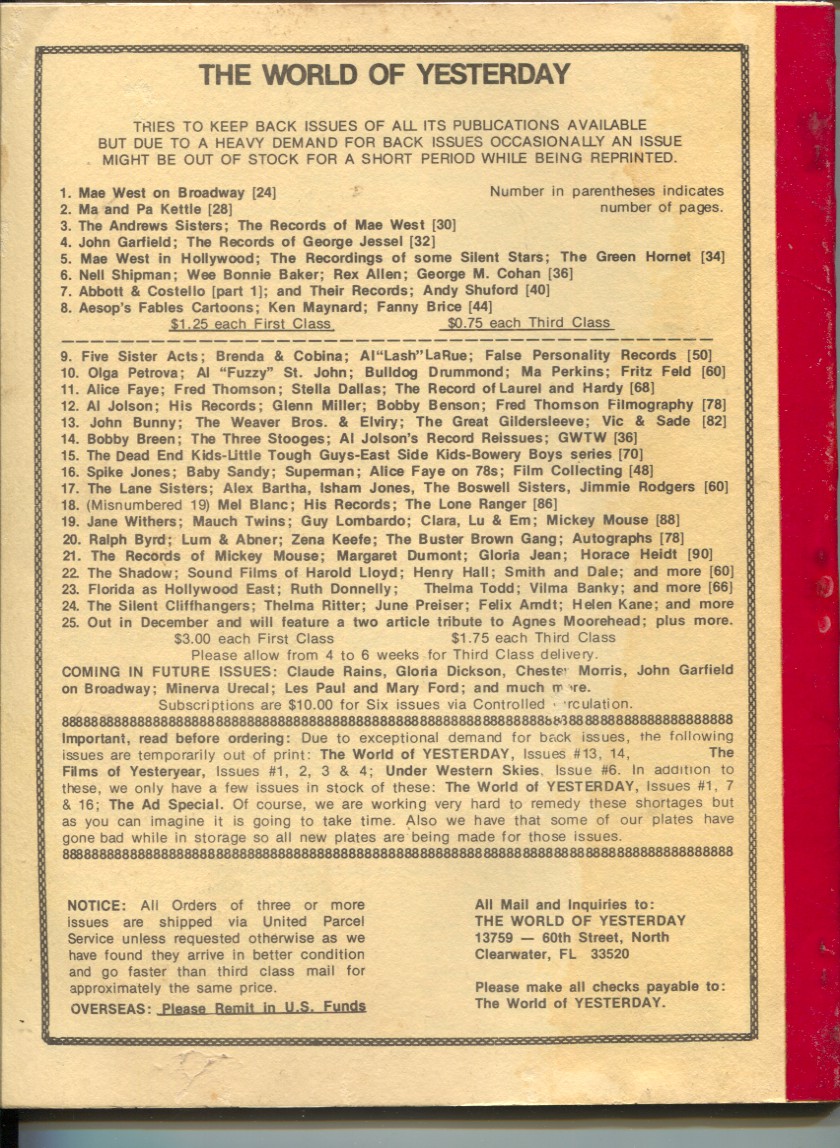 THE WORLD OF YESTERDAY
TRIES TO KEEP BACK ISSUES OF ALL ITS PUBLICATIONS AVAILABLE
BUT DUE TO A HEAVY DEMAND FOR BACK ISSUES OCCASIONALLY AN ISSUE
MIGHT BE OUT OF STOCK FOR A SHORT PERIOD WHILE BEING REPRINTED.
1. Mae West on Broadway [24] Number in parentheses indicates
2. Ma and Pa Kettle [28] number of pages.
3. The Andrews Sisters; The Records of Mae West [30]
4. John Garfield; The Records of George Jessel [32]
5. Mae West in Hollywood; The Recordings of some Silent Stars; The Green Hornet [34]
6. Nell Shipman; Wee Bonnie Baker; Rex Allen; George M. Cohan [36]
7. Abbott & Costello [part 1]; and Their Records; Andy Shuford [40]
8. Aesop's Fables Cartoons; Ken Maynard; Fanny Brice [44]
$1.25 each First Class $0.75 each Third Class
9. Five Sister Acts; Brenda & Cobina; Al“Lash”LaRue; False Personality Records [50]
10. Olga Petrova; Al “Fuzzy” St. John; Bulldog Drummond; Ma Perkins; Fritz Feld [60]
11. Alice Faye; Fred Thomson; Stella Dallas; The Record of Laurel and Hardy [68]
12. Al Jolson; His Records; Glenn Miller; Bobby Benson; Fred Thomson Filmography [78]
13. John Bunny; The Weaver Bros. & Elviry; The Great Gildersleeve; Vic & Sade [82]
14. Bobby Breen; The Three Stooges; Al Jolson's Record Reissues; GWTW [36]
15. The Dead End Kids-Little Tough Guys-East Side Kids-Bowery Boys series [70]
16. Spike Jones; Baby Sandy; Superman; Alice Faye on 78s; Film Collecting [48]
17. The Lane Sisters; Alex Bartha, Isham Jones, The Boswell Sisters, Jimmie Rodgers [60]
18. (Misnumbered 19) Mel Blanc; His Records; The Lone Ranger [86]
19. Jane Withers; Mauch Twins; Guy Lombardo; Clara, Lu & Em; Mickey Mouse [88]
20. Ralph Byrd; Lum & Abner; Zena Keefe; The Buster Brown Gang; Autographs [78]
21. The Records of Mickey Mouse; Margaret Dumont; Gloria Jean; Horace Heidt [90]
22. The Shadow; Sound Films of Harold Lloyd; Henry Hall; Smith and Dale; and more [60]
23. Florida as Hollywood East; Ruth Donnelly; Thelma Todd; Vilma Banky; and more [66]
24. The Silent Cliffhangers; Thelma Ritter; June Preiser; Felix Arndt; Helen Kane; and more
25. Out in December and will feature a two article tribute to Agnes Moorehead; plus more.
$3.00 each First Class $1.75 each Third Class
Please allow from 4 to 6 weeks for Third Class delivery.
COMING IN FUTURE ISSUES: Claude Rains, Gloria Dickson, Chester Morris, John Garfield
on Broadway; Minerva Urecal; Les Paul and Mary Ford; and much more.
Subscriptions are $10.00 for Six issues via Controlled
Important, read before ordering: Due to exceptional demand for back issues, the following
issues are temporarily out of print: The World of YESTERDAY, Issues #13, 14, The
Films of Yesteryear, Issues #1, 2, 3 & 4; Under Western Skies, Issue #6. In addition to
these, we only have a few issues in stock of these: The World of YESTERDAY, Issues #1, 7
& 16; The Ad Special. Of course, we are working very hard to remedy these shortages but
as you can imagine it is going to take time. Also we have that some of our plates have
gone bad while in storage so all new plates are being made for those issues.
NOTICE: All Orders of three or more
issues are shipped via United Parcel
Service unless requested otherwise as we
have found they arrive in better condition
and go faster than third class mail for
approximately the same price.
OVERSEAS: Please Remit in U.S. Funds
All Mail and Inquiries to:
THE WORLD OF YESTERDAY
13759 — 60th Street, North
Clearwater, FL 33520
Please make all checks payable to:
The World of YESTERDAY.